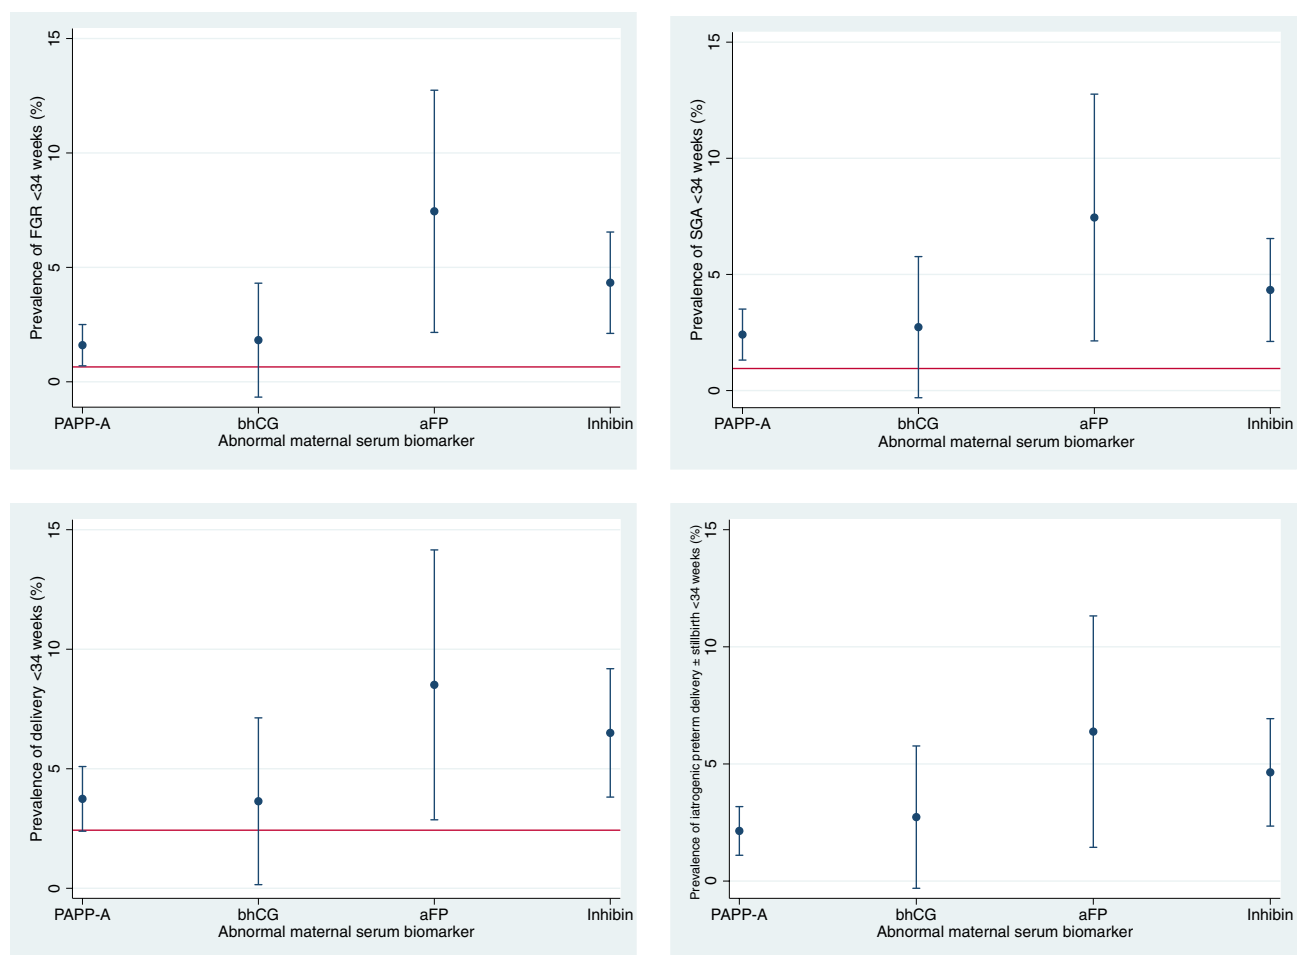 Prevalence of FGR <34 weeks (%)
15
10
5
0
PAPP-A bhCG aFP Inhibin
Abnormal maternal serum biomarker
Prevalence of SGA <34 weeks (%)
15
10
5
0
PAPP-A bhCG aFP Inhibin
Abnormal maternal serum biomarker
Prevalence of delivery <34 weeks (%)
15
10
5
0
PAPP-A bhCG aFP Inhibin
Abnormal maternal serum biomarker
Prevalence of iatrogenic preterm delivery ± stillbirth <34 weeks (%)
15
10
5
0
PAPP-A bhCG aFP Inhibin
Abnormal maternal serum biomarker